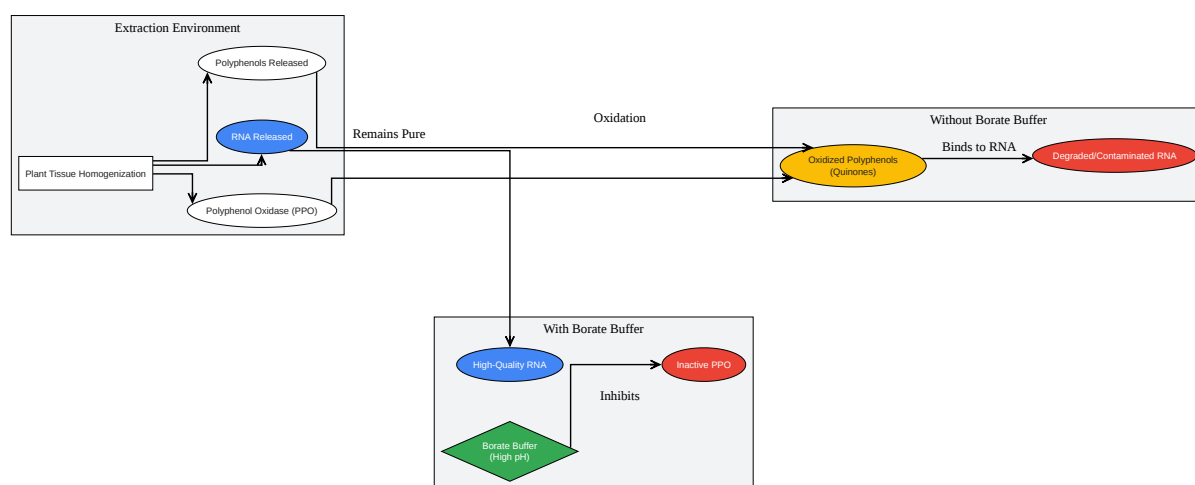 Extraction Environment
Polyphenols Released
RNA Released
Plant Tissue Homogenization
Polyphenol Oxidase (PPO)
Remains Pure
Oxidation
Without Borate Buffer
Oxidized Polyphenols
(Quinones)
Binds to RNA
Degraded/Contaminated RNA
With Borate Buffer
High-Quality RNA
Inactive PPO
Inhibits
Borate Buffer
(High pH)